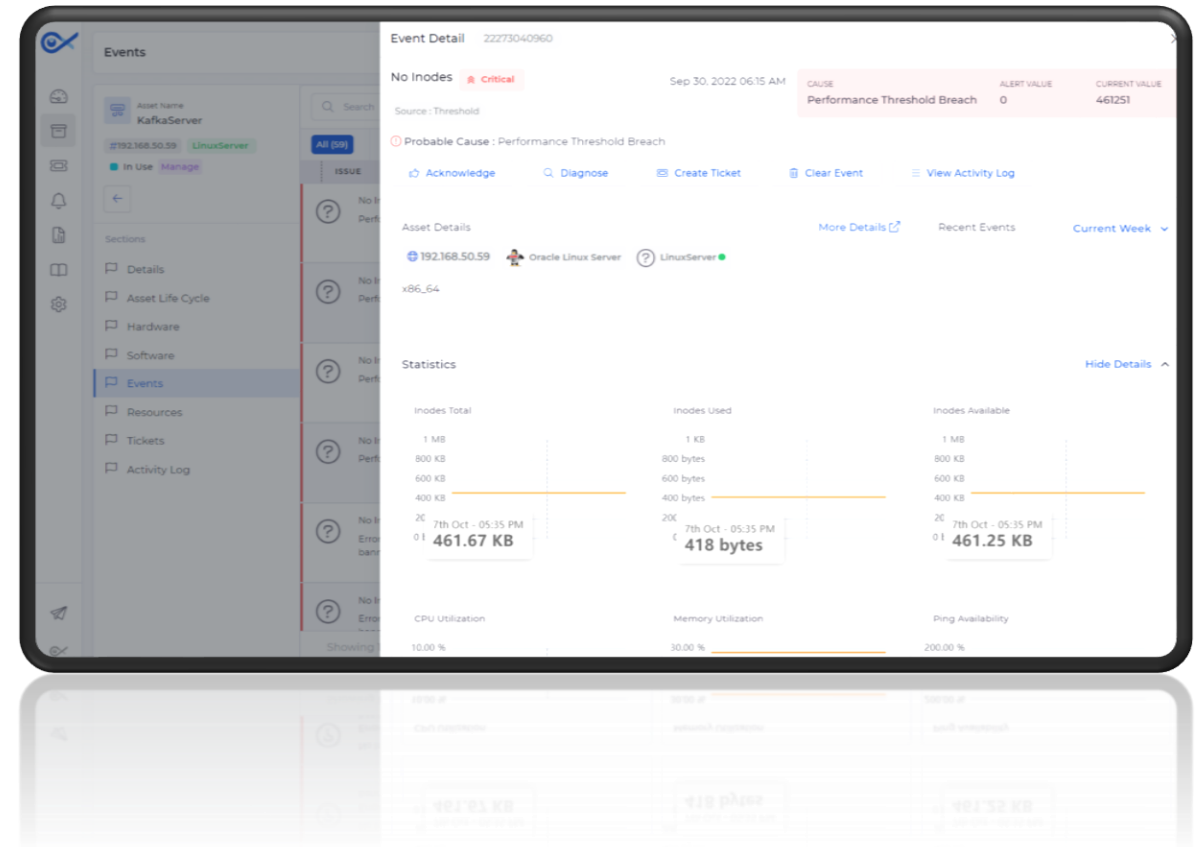 Events
Asset Name
KafkaServer
#192.168.50.59 LinuxServer
In Use Manage
Sections
Details
Asset Life Cycle
Hardware
Software
Events
Resources
Tickets
Activity Log
Search
All (59)
ISSUE
No
No
No
No
No
No
Showing
Event Detail 22273040960
No Inodes Critical
Sep 30, 2022 06:15 AM
Source : Threshold
CAUSE ALERT VALUE CURRENT VALUE
Performance Threshold Breach 0 461251
Probable Cause : Performance Threshold Breach
Acknowledge Diagnose Create Ticket Clear Event View Activity Log
Asset Details More Details Recent Events Current Week
192.168.50.59 Oracle Linux Server LinuxServer
x86_64
Statistics Hide Details
Inodes Total
1 MB
800 KB
600 KB
400 KB
7th Oct - 05:35 PM
461.67 KB
Inodes Used
1 KB
800 bytes
600 bytes
400 bytes
7th Oct - 05:35 PM
418 bytes
Inodes Available
1 MB
800 KB
600 KB
400 KB
7th Oct - 05:35 PM
461.25 KB
CPU Utilization
10.00 %
Memory Utilization
30.00 %
Ping Availability
200.00 %